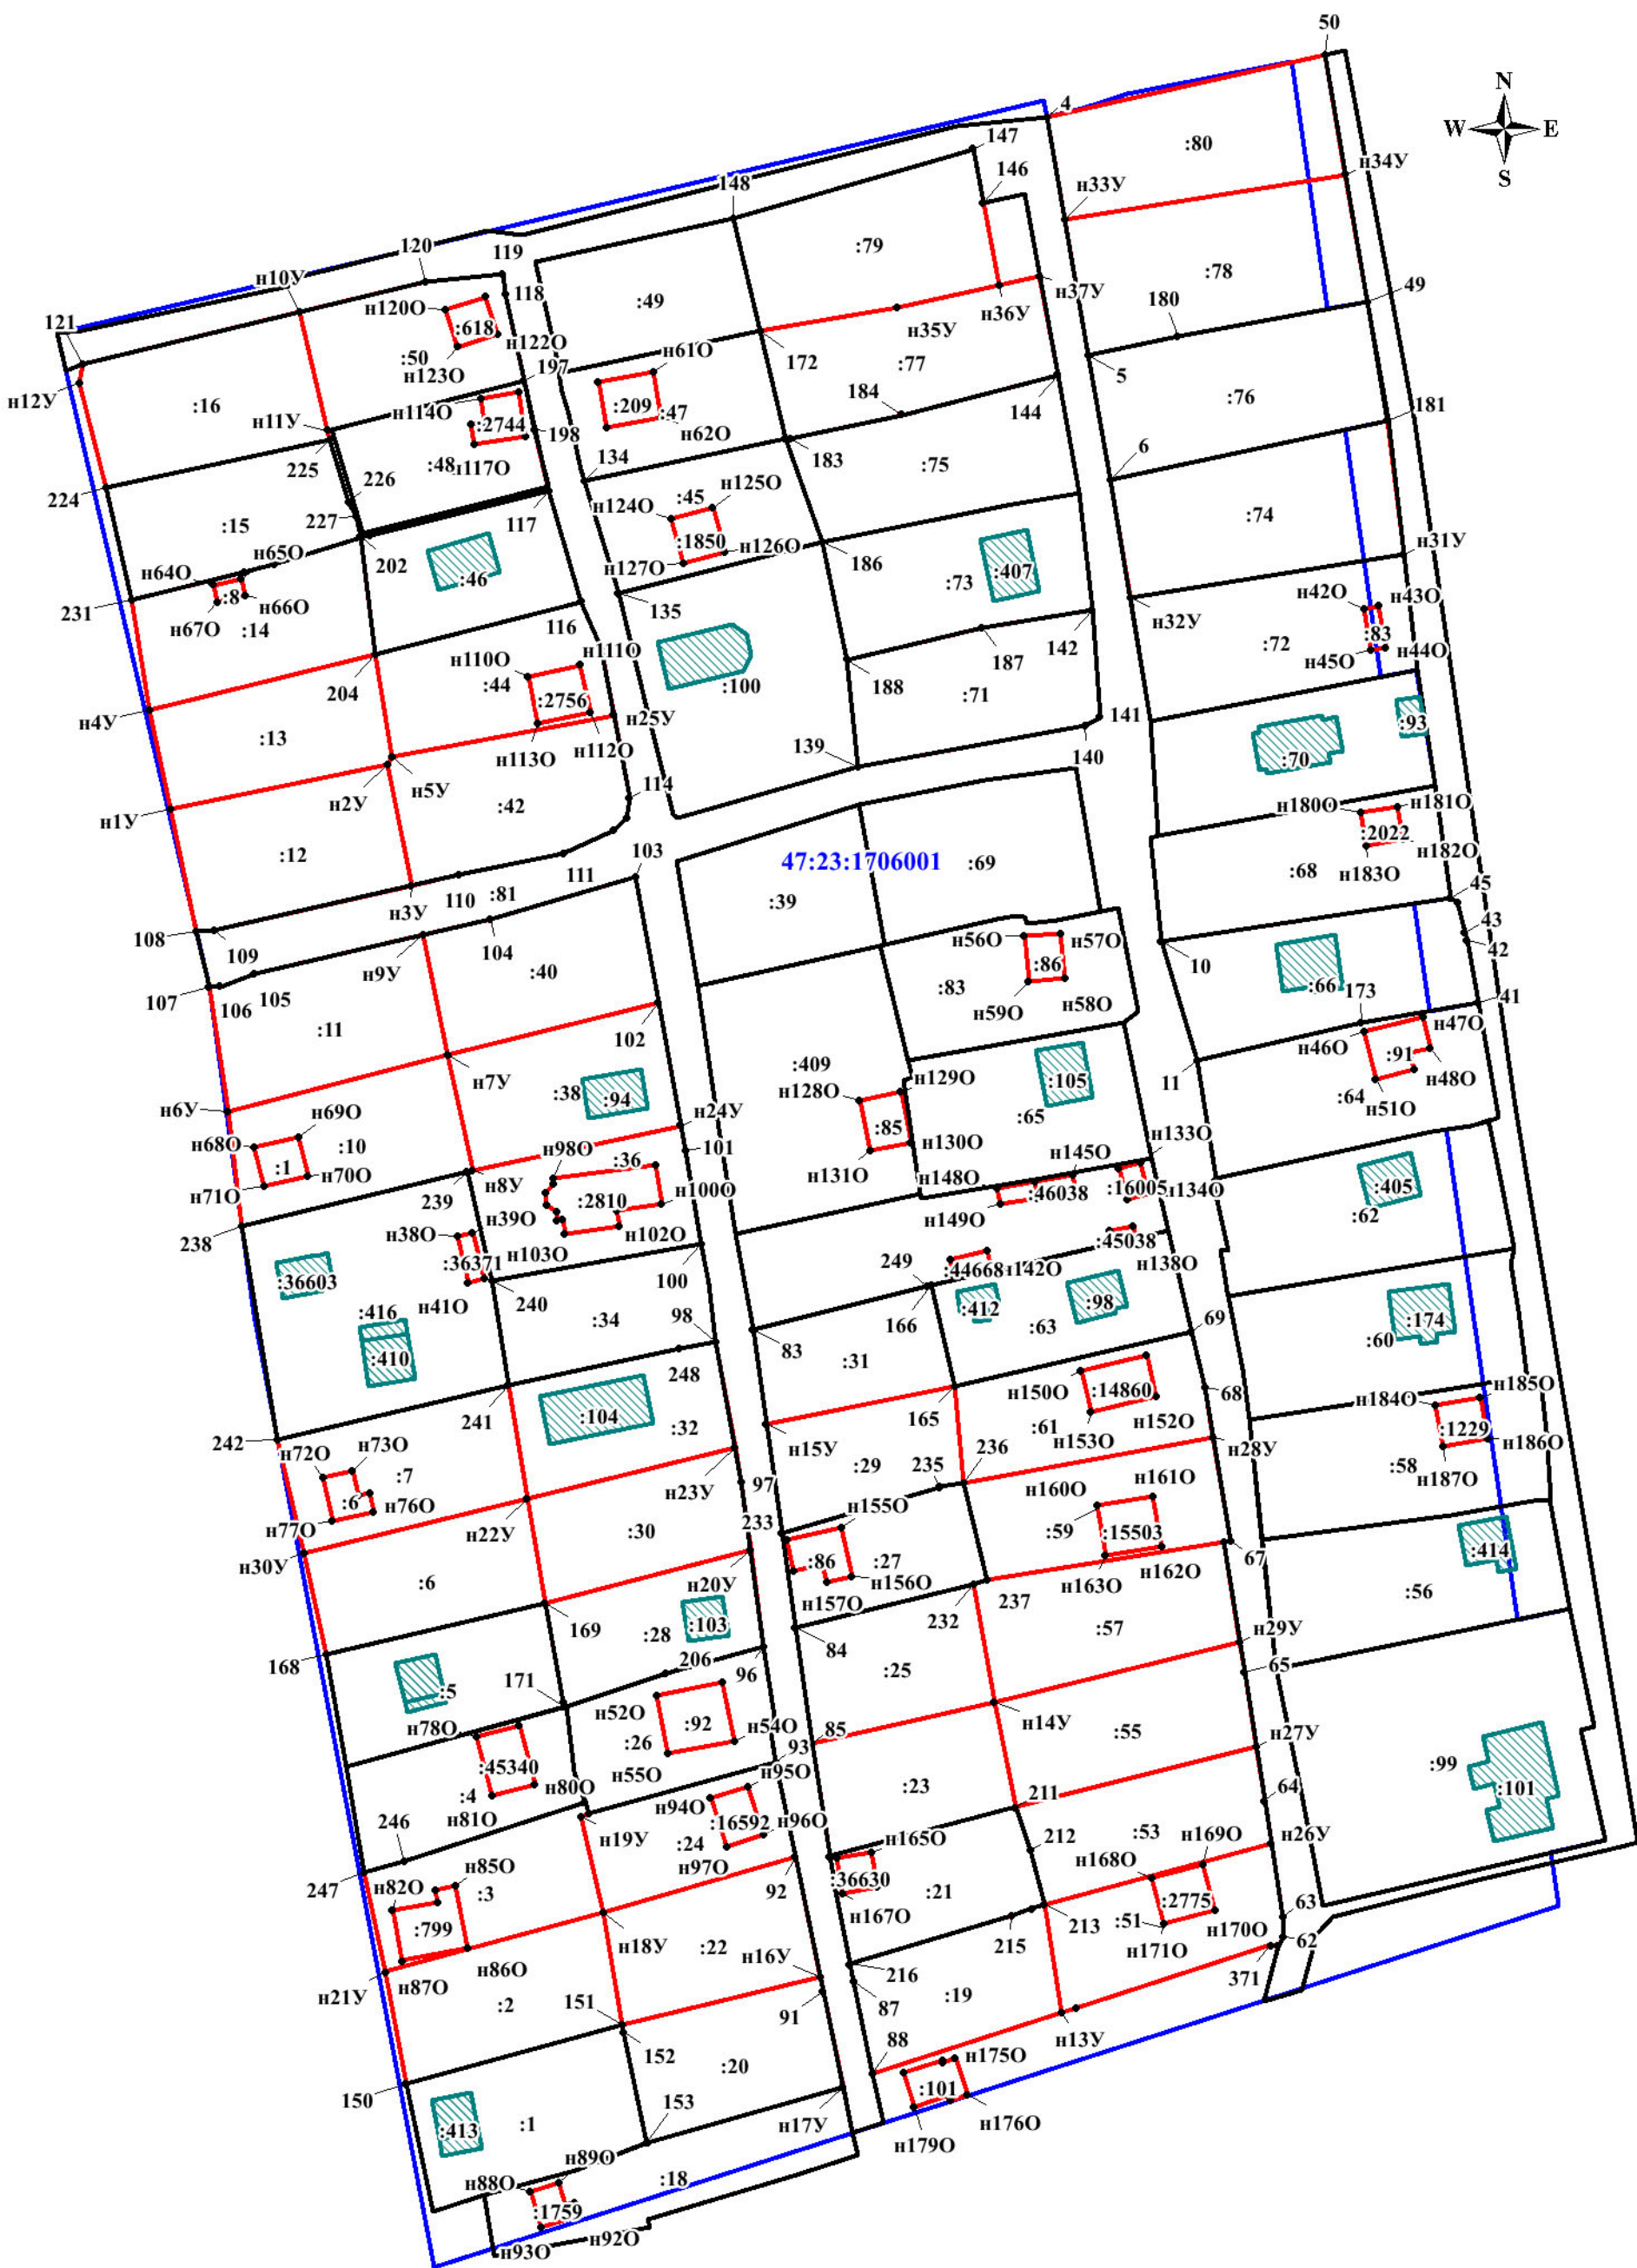 50
N
W E
S
4
147
:80
146
н34У
148
н33У
:79
120
119
н10У
:78
118
н37У
49
н120О
:49
180
121
:618
н36У
н61О
н35У
н122О
:50
172
н123О
197
:77
5
н12У
:16
184
:76
н114О
:209
:47
144
181
н11У
:2744
198
н62О
6
225
:48
н117О
134
183
226
н125О
:75
224
:45
н124О
:74
:15
227
117
:1850
н126О
н65О
н127О
186
:407
н31У
н64О
202
:46
:73
н42О
н43О
:8
н66О
135
231
116
142
н32У
:83
н67О
:14
187
:72
н44О
н111О
н45О
н110О
204
:44
:100
188
:71
:2756
141
н4У
н25У
:93
:13
139
н113О
н112О
140
:70
н2У
н5У
114
н180О
н181О
н1У
:42
:2022
:12
103
47:23:1706001
:69
н182О
:68
н183О
111
45
110
:81
:39
н3У
43
108
104
н56О
н57О
42
109
н9У
:40
:86
10
:66
107
:83
173
106
105
н59О
н58О
41
:11
102
н47О
:409
н46О
н129О
:91
н7У
11
н48О
:38
н128О
:105
:64
н51О
:94
н6У
н69О
н24У
:65
н68О
:10
:85
н133О
н98О
101
н130О
:1
:36
н145О
н70О
н131О
н148О
н71О
н8У
:46038
:16005
н134О
:405
239
:2810
н100О
н149О
238
н39О
:62
н38О
н102О
:45038
н103О
:44668
н142О
н138О
:36371
:36603
100
249
н41О
240
:412
:98
:416
:174
166
98
:34
69
:63
:60
83
:410
248
:31
н185О
н150О
:14860
68
н184О
:104
165
241
:32
н152О
:1229
н186О
242
н15У
:61
н153О
н28У
н72О
н73О
236
н187О
:58
:7
:29
н161О
235
97
н160О
:6
н76О
н23У
н155О
н77О
н22У
:30
233
:59
:15503
н30У
:86
:27
67
:414
н20У
н156О
н162О
:6
н163О
237
:56
н157О
232
:103
:57
169
:28
84
н29У
168
206
96
:25
65
:5
171
н52О
н78О
:92
н54О
н14У
85
н27У
:45340
:26
93
:55
:99
н55О
н95О
:101
:4
н80О
:23
н81О
н94О
64
:16592
н96О
211
246
н19У
:24
н165О
212
:53
н169О
н26У
н97О
н168О
н85О
:36630
247
н82О
:3
92
:21
:2775
63
:799
н167О
213
:51
н170О
н18У
215
н171О
62
:22
н16У
н87О
н86О
216
371
н21У
:2
151
:19
91
87
88
н13У
152
н175О
:20
150
153
:101
:1
:413
н17У
н176О
н89О
н179О
н88О
:18
:1759
н92О
н93О